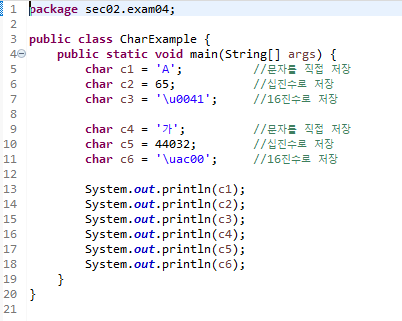 1 package sec02.exam04;
2
3 public class CharExample {
4 public static void main(String[] args) {
5 char c1 = 'A'; //문자를 직접 저장
6 char c2 = 65; //십진수로 저장
7 char c3 = '\u0041'; //16진수로 저장
8
9 char c4 = '가'; //문자를 직접 저장
10 char c5 = 44032; //십진수로 저장
11 char c6 = '\uac00'; //16진수로 저장
12
13 System.out.println(c1);
14 System.out.println(c2);
15 System.out.println(c3);
16 System.out.println(c4);
17 System.out.println(c5);
18 System.out.println(c6);
19 }
20 }
21